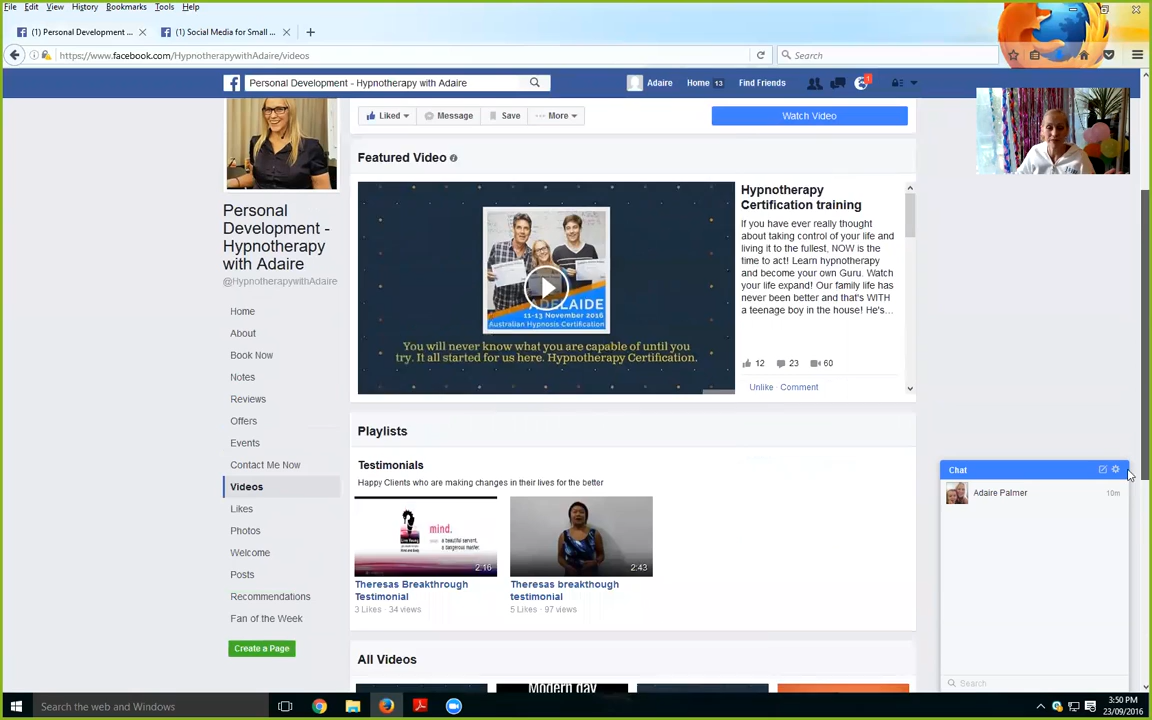 File Edit View History Bookmarks Tools Help
(1) Personal Development ... × (1) Social Media for Small ... ×
https://www.facebook.com/HypnotherapywithAdaire/videos Search
Personal Development - Hypnotherapy with Adaire Adaire Home 13 Find Friends 1
Liked Message Save ··· More Watch Video
Featured Video
ADELAIDE
11-13 November 2016
Australian Hypnosis Certification
You will never know what you are capable of until you
try. It all started for us here. Hypnotherapy Certification.
Hypnotherapy
Certification training
If you have ever really thought
about taking control of your life and
living it to the fullest, NOW is the
time to act! Learn hypnotherapy
and become your own Guru. Watch
your life expand! Our family life has
never been better and that's WITH
a teenage boy in the house! He's...
12 23 60
Unlike · Comment
Personal
Development -
Hypnotherapy
with Adaire
@HypnotherapywithAdaire
Home
About
Book Now
Notes
Reviews
Offers
Events
Contact Me Now
Videos
Likes
Photos
Welcome
Posts
Recommendations
Fan of the Week
Create a Page
Playlists
Testimonials
Happy Clients who are making changes in their lives for the better
mind.
a beautiful servant,
a dangerous master.
2:16
2:43
Theresas Breakthrough
Testimonial
3 Likes · 34 views
Theresas breakthough
testimonial
5 Likes · 97 views
All Videos
Modern day
Chat
Adaire Palmer 10m
Search
Search the web and Windows
3:50 PM
23/09/2016